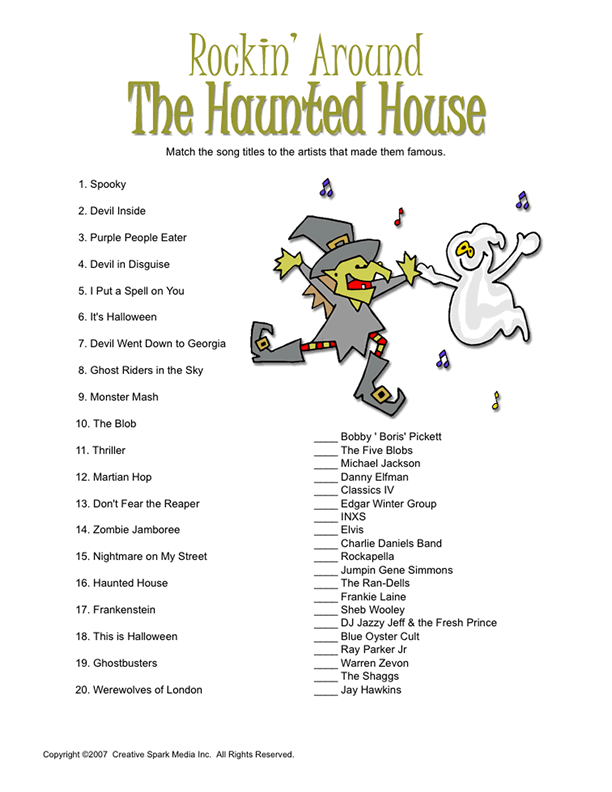 Rockin' Around
The Haunted House
Match the song titles to the artists that made them famous.
1. Spooky
2. Devil Inside
3. Purple People Eater
4. Devil in Disguise
5. I Put a Spell on You
6. It's Halloween
7. Devil Went Down to Georgia
8. Ghost Riders in the Sky
9. Monster Mash
10. The Blob
11. Thriller
12. Martian Hop
13. Don't Fear the Reaper
14. Zombie Jamboree
15. Nightmare on My Street
16. Haunted House
17. Frankenstein
18. This is Halloween
19. Ghostbusters
20. Werewolves of London
____ Bobby ' Boris' Pickett
____ The Five Blobs
____ Michael Jackson
____ Danny Elfman
____ Classics IV
____ Edgar Winter Group
____ INXS
____ Elvis
____ Charlie Daniels Band
____ Rockapella
____ Jumpin Gene Simmons
____ The Ran-Dells
____ Frankie Laine
____ Sheb Wooley
____ DJ Jazzy Jeff & the Fresh Prince
____ Blue Oyster Cult
____ Ray Parker Jr
____ Warren Zevon
____ The Shaggs
____ Jay Hawkins
Copyright ©2007 Creative Spark Media Inc. All Rights Reserved.